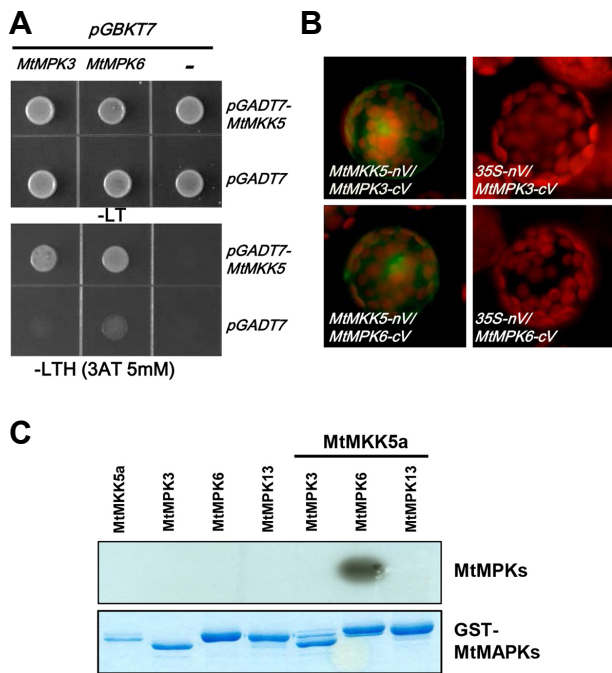 A
pGBKT7
MtMPK3 MtMPK6 -
pGADT7-
MtMKK5
pGADT7
-LT
pGADT7-
MtMKK5
pGADT7
-LTH (3AT 5mM)
B
MtMKK5-nV/
MtMPK3-cV
35S-nV/
MtMPK3-cV
MtMKK5-nV/
MtMPK6-cV
35S-nV/
MtMPK6-cV
C
MtMKK5a
MtMKK5a
MtMPK3
MtMPK6
MtMPK13
MtMPK3
MtMPK6
MtMPK13
MtMPKs
GST-
MtMAPKs